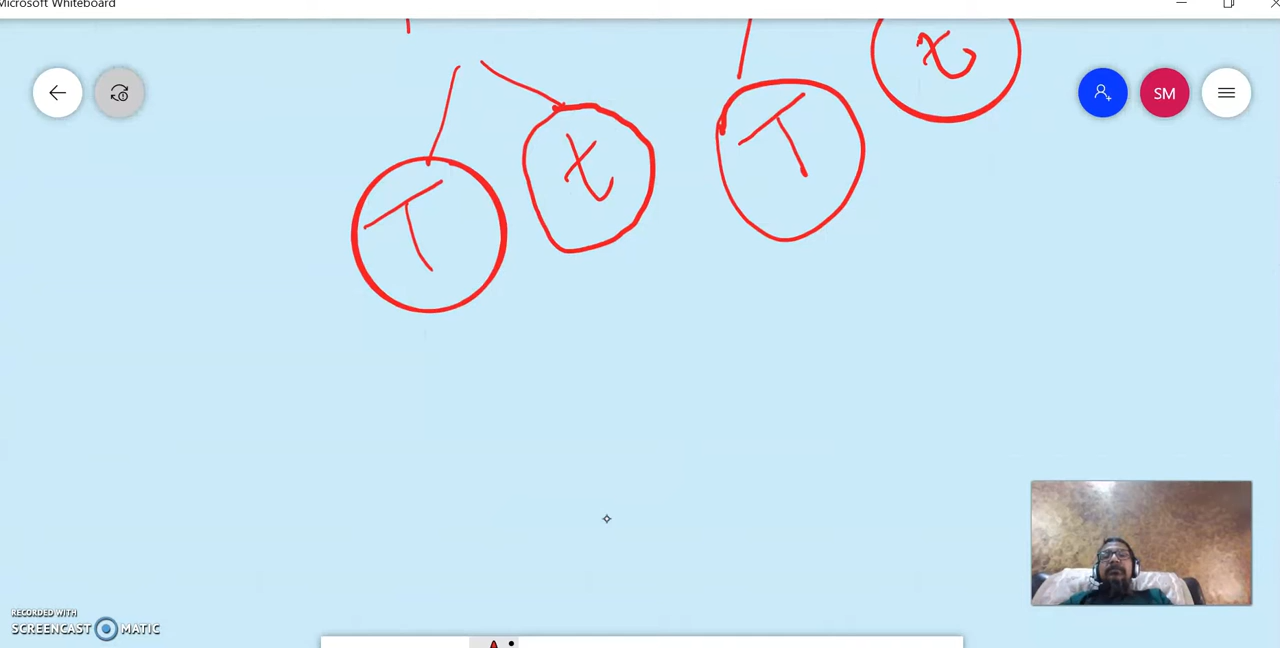 Microsoft Whiteboard
t
T
t
T
SM
RECORDED WITH
SCREENCAST MATIC